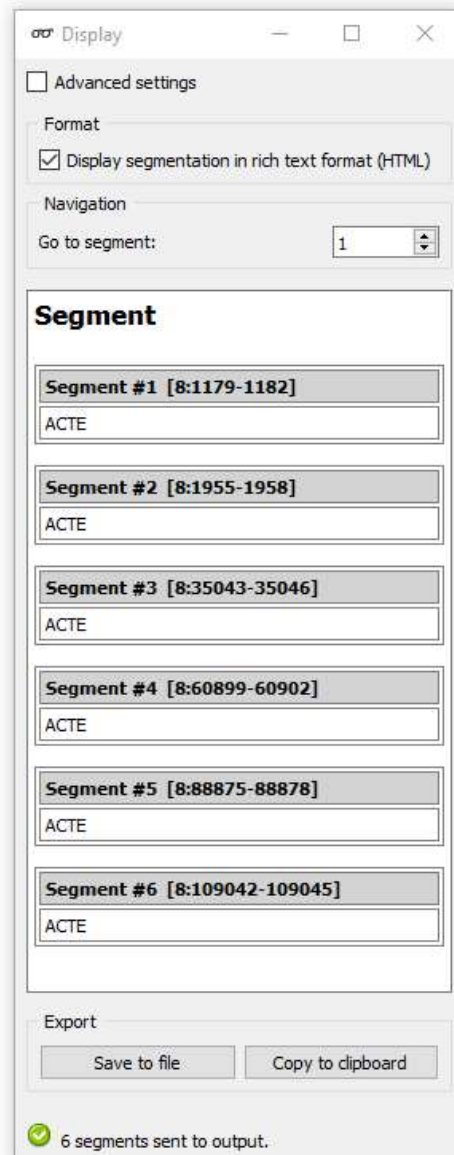 Display
Advanced settings
Format
Display segmentation in rich text format (HTML)
Navigation
Go to segment: 1
Segment
Segment #1 [8:1179-1182]
ACTE
Segment #2 [8:1955-1958]
ACTE
Segment #3 [8:35043-35046]
ACTE
Segment #4 [8:60899-60902]
ACTE
Segment #5 [8:88875-88878]
ACTE
Segment #6 [8:109042-109045]
ACTE
Export
Save to file Copy to clipboard
6 segments sent to output.